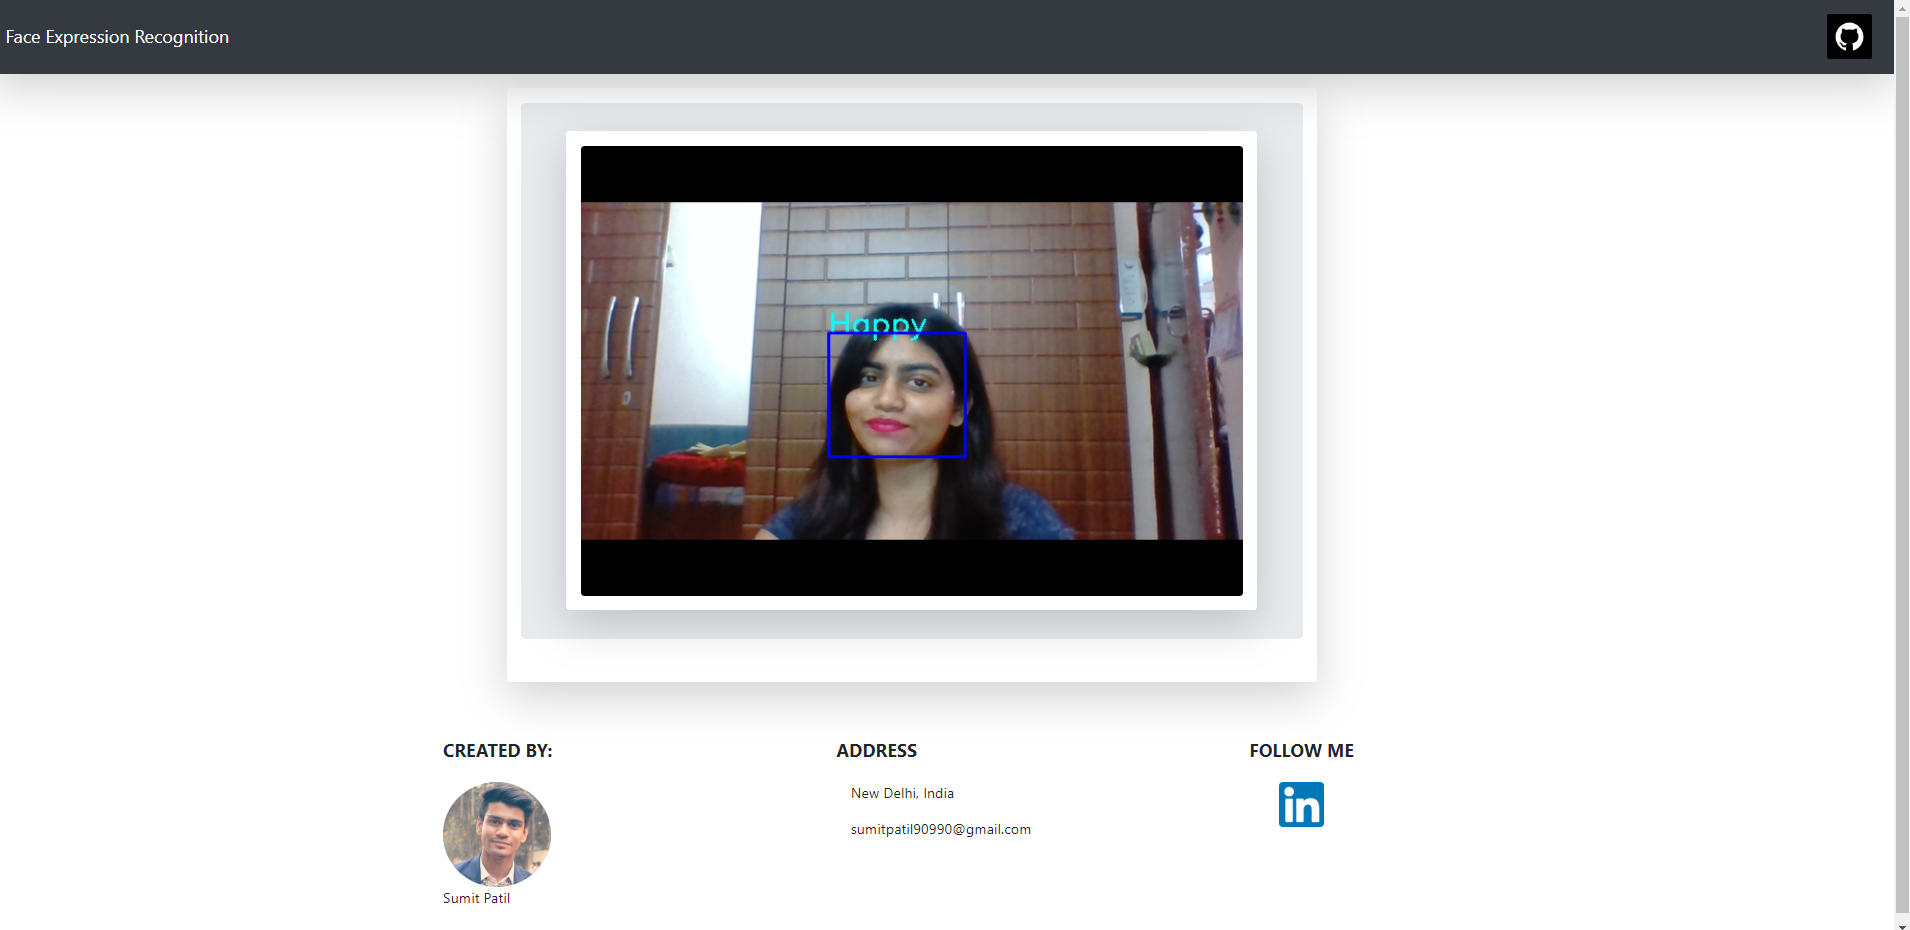 Face Expression Recognition
Happy
CREATED BY:
Sumit Patil
ADDRESS
New Delhi, India
sumitpatil90990@gmail.com
FOLLOW ME
in